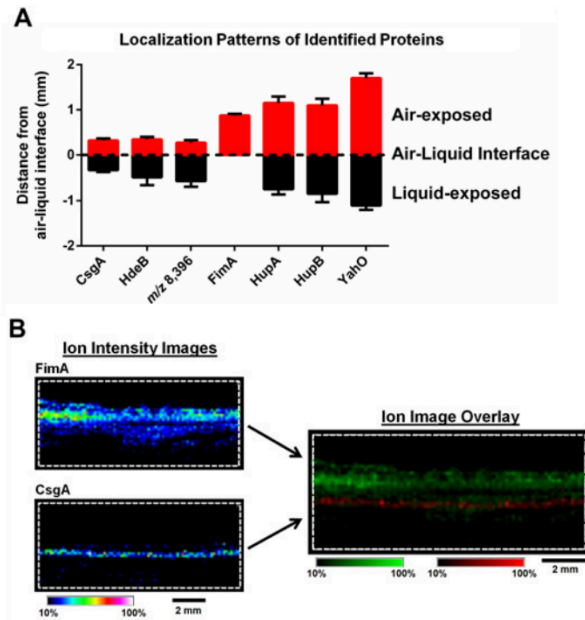 A
Localization Patterns of Identified Proteins
Distance from
air-liquid interface (mm)
2
1
0
-1
-2
Air-exposed
Air-Liquid Interface
Liquid-exposed
CsgA
HdeB
m/z 8,396
FimA
HupA
HupB
YahO
B
Ion Intensity Images
FimA
CsgA
10% 100% 2 mm
Ion Image Overlay
10% 100% 10% 100% 2 mm